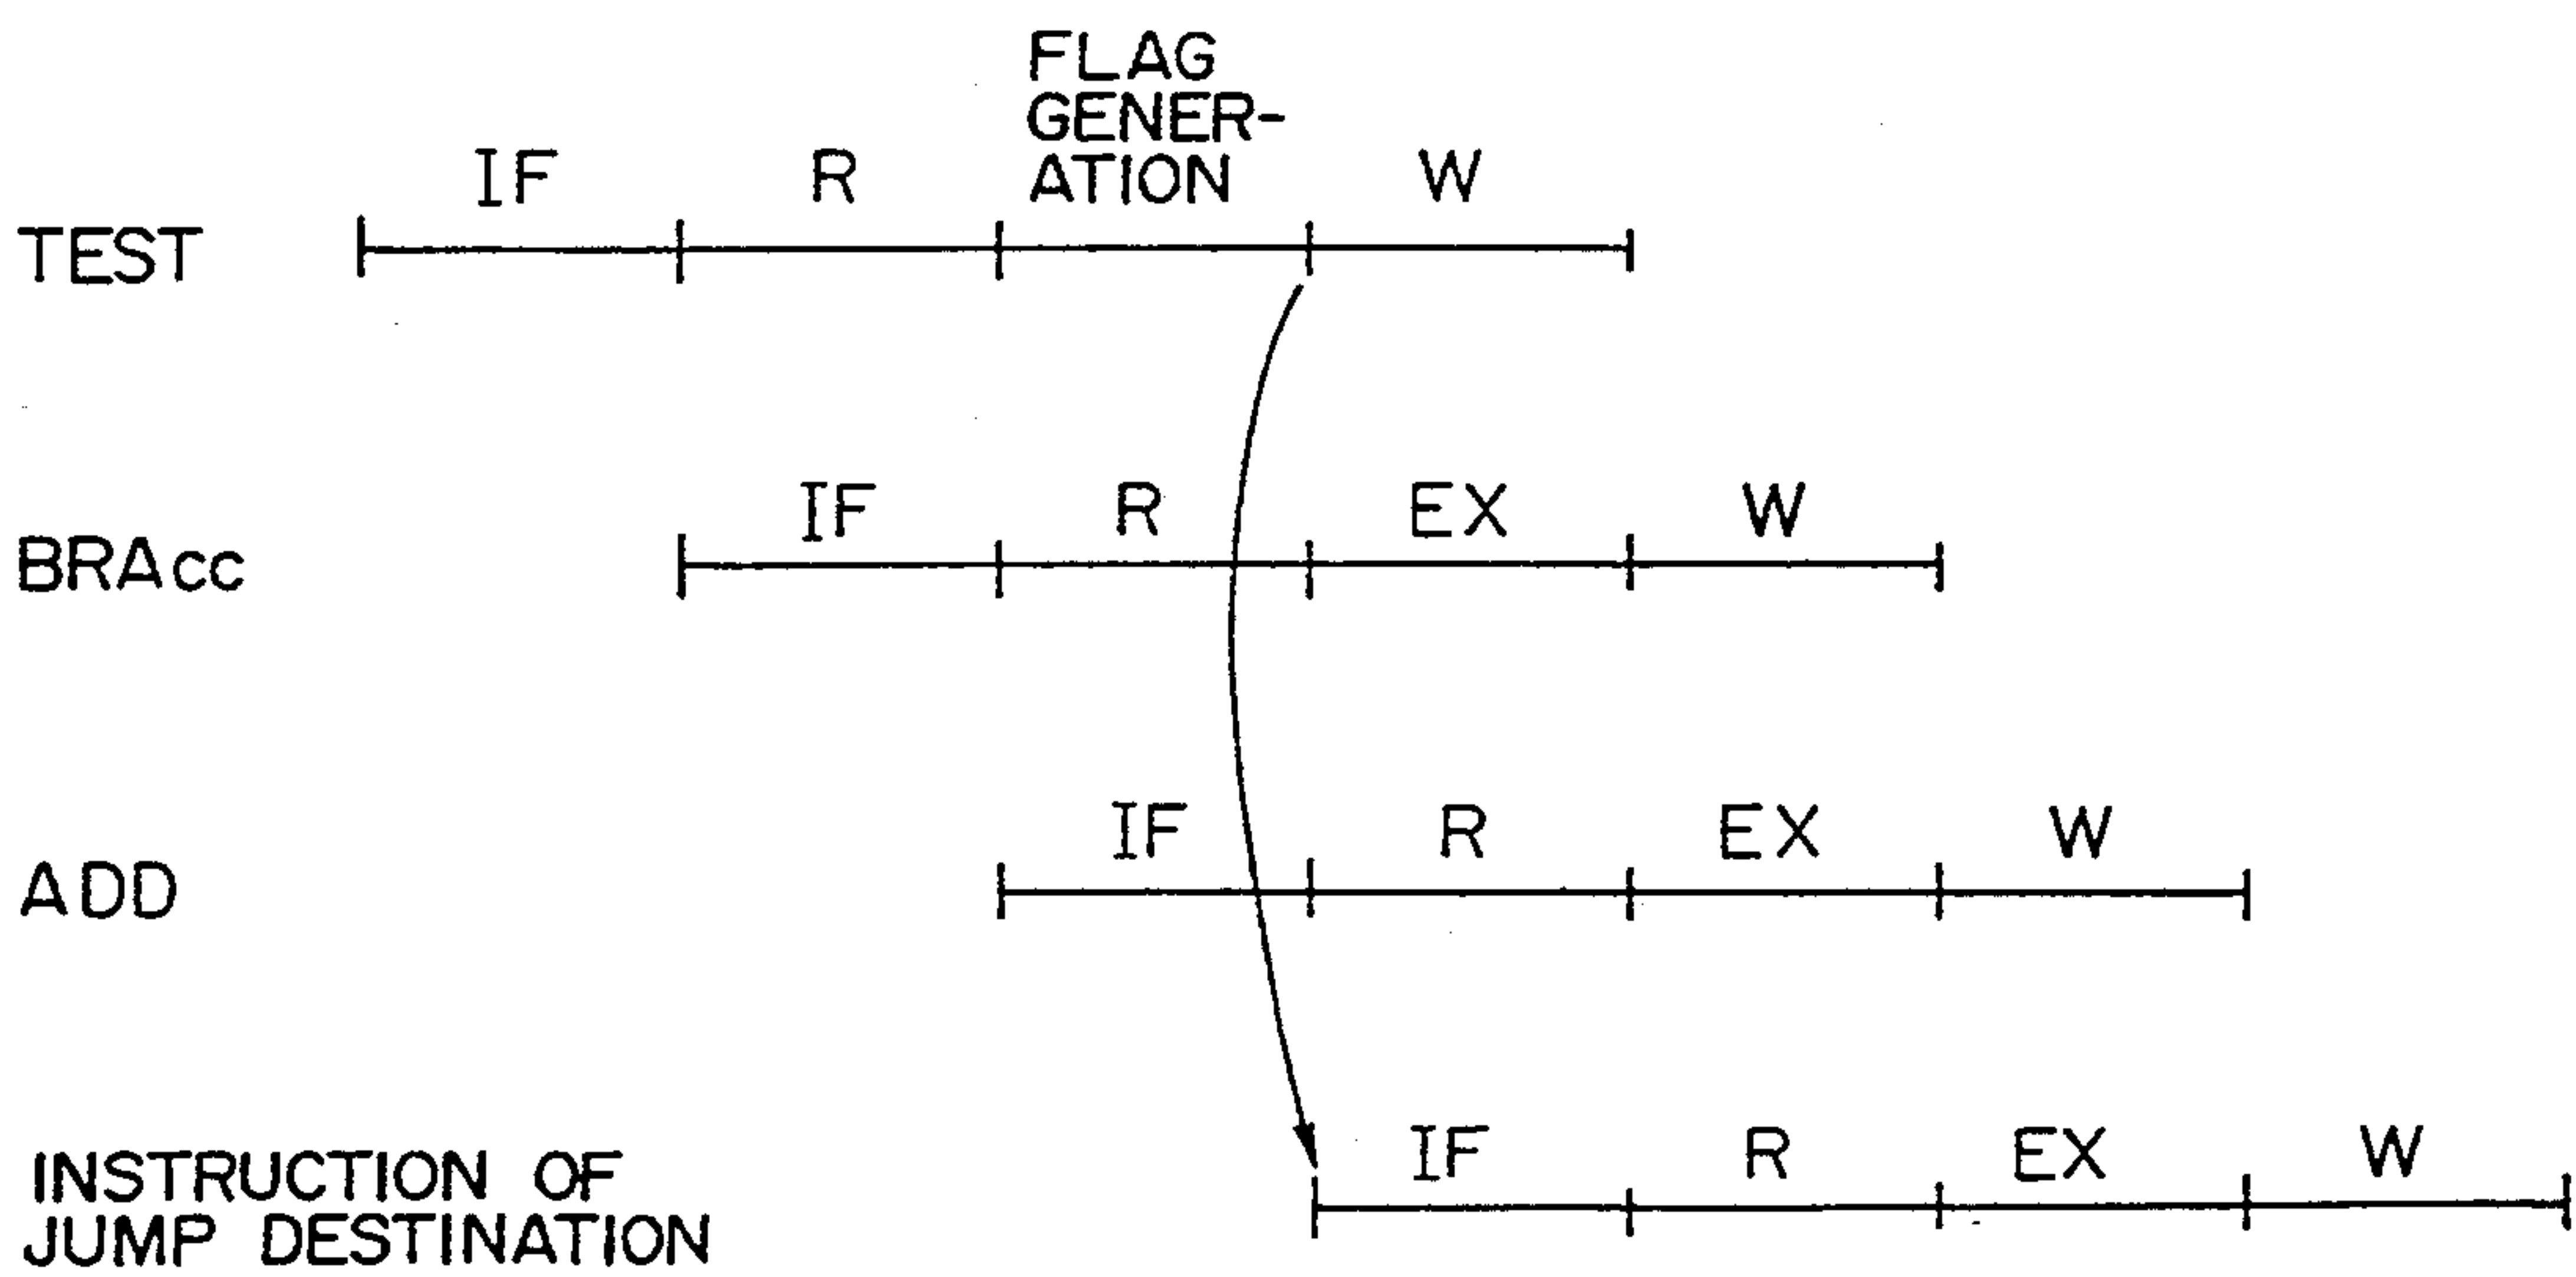 FLAG
GENER-
IF R ATION W
TEST
IF R EX W
BRAcc
IF R EX W
ADD
IF R EX W
INSTRUCTION OF
JUMP DESTINATION